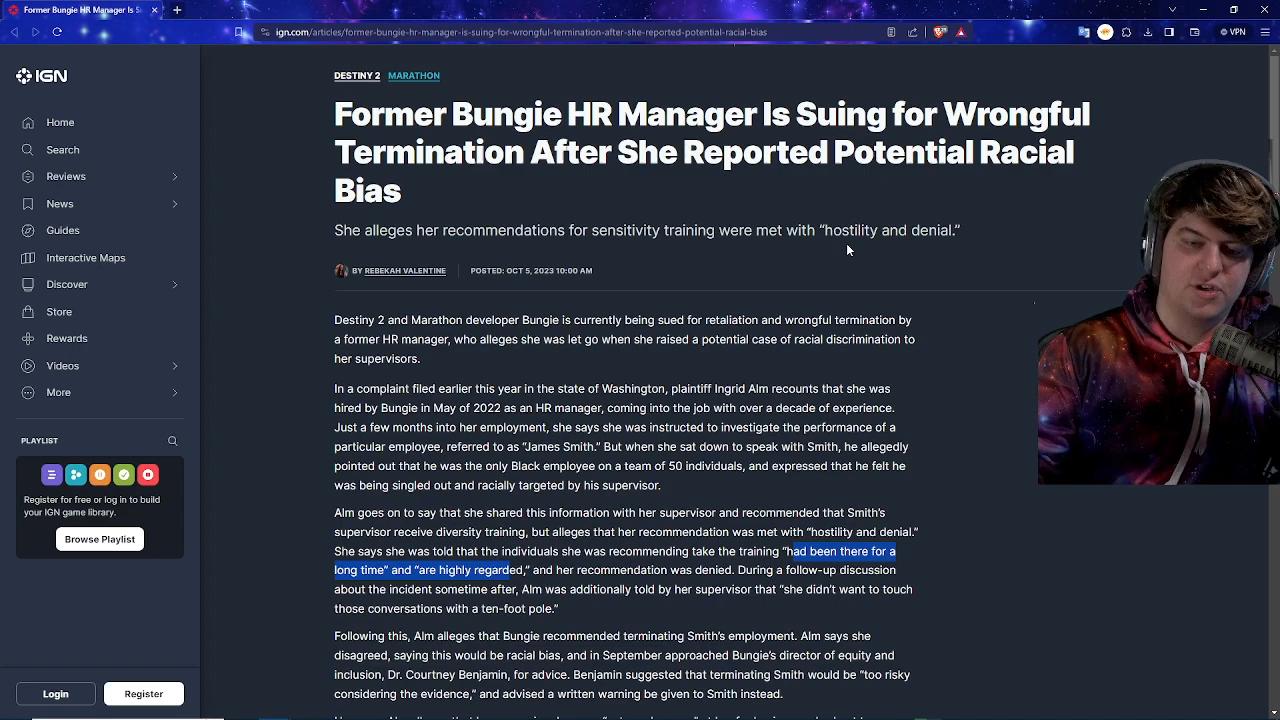 Former Bungie HR Manager Is S
ign.com/articles/former-bungie-hr-manager-is-suing-for-wrongful-termination-after-she-reported-potential-racial-bias
VPN
IGN
Home
Search
Reviews
News
Guides
Interactive Maps
Discover
Store
Rewards
Videos
More
PLAYLIST
Register for free or log in to build
your IGN game library.
Browse Playlist
Login
Register
DESTINY 2 MARATHON
Former Bungie HR Manager Is Suing for Wrongful
Termination After She Reported Potential Racial
Bias
She alleges her recommendations for sensitivity training were met with “hostility and denial.”
BY REBEKAH VALENTINE
POSTED: OCT 5, 2023 10:00 AM
Destiny 2 and Marathon developer Bungie is currently being sued for retaliation and wrongful termination by
a former HR manager, who alleges she was let go when she raised a potential case of racial discrimination to
her supervisors.
In a complaint filed earlier this year in the state of Washington, plaintiff Ingrid Alm recounts that she was
hired by Bungie in May of 2022 as an HR manager, coming into the job with over a decade of experience.
Just a few months into her employment, she says she was instructed to investigate the performance of a
particular employee, referred to as “James Smith.” But when she sat down to speak with Smith, he allegedly
pointed out that he was the only Black employee on a team of 50 individuals, and expressed that he felt he
was being singled out and racially targeted by his supervisor.
Alm goes on to say that she shared this information with her supervisor and recommended that Smith’s
supervisor receive diversity training, but alleges that her recommendation was met with “hostility and denial.”
She says she was told that the individuals she was recommending take the training “had been there for a
long time” and “are highly regarded,” and her recommendation was denied. During a follow-up discussion
about the incident sometime after, Alm was additionally told by her supervisor that “she didn’t want to touch
those conversations with a ten-foot pole.”
Following this, Alm alleges that Bungie recommended terminating Smith’s employment. Alm says she
disagreed, saying this would be racial bias, and in September approached Bungie’s director of equity and
inclusion, Dr. Courtney Benjamin, for advice. Benjamin suggested that terminating Smith would be “too risky
considering the evidence,” and advised a written warning be given to Smith instead.